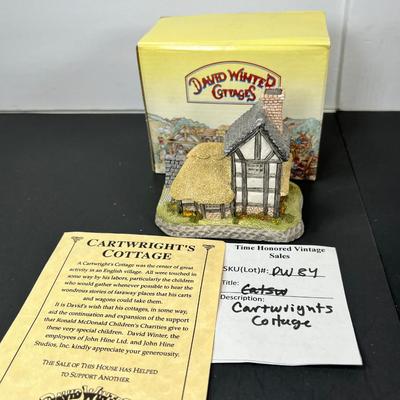 DAVID WINTER
COTTAGES
CARTWRIGHT'S
COTTAGE
A Cartwright's Cottage was the center of great
activity in an English village. All were touched in
some way by his labors, particularly the children
who would gather whenever possible to hear the
wondrous stories of faraway places that his carts
and wagons could take them.
It is David's wish that his cottages, in some way,
aid the continuation and expansion of the support
that Ronald McDonald Children's Charities give to
these very special children. David Winter, the
employees of John Hine Ltd. and John Hine
Studios, Inc. kindly appreciate your generousity.
THE SALE OF THIS HOUSE HAS HELPED
TO SUPPORT ANOTHER.
DAVID WINTER
Time Honored Vintage
Sales
SKU(Lot)#: DW 84
Title:
Description:
Cartwrights
Cottage